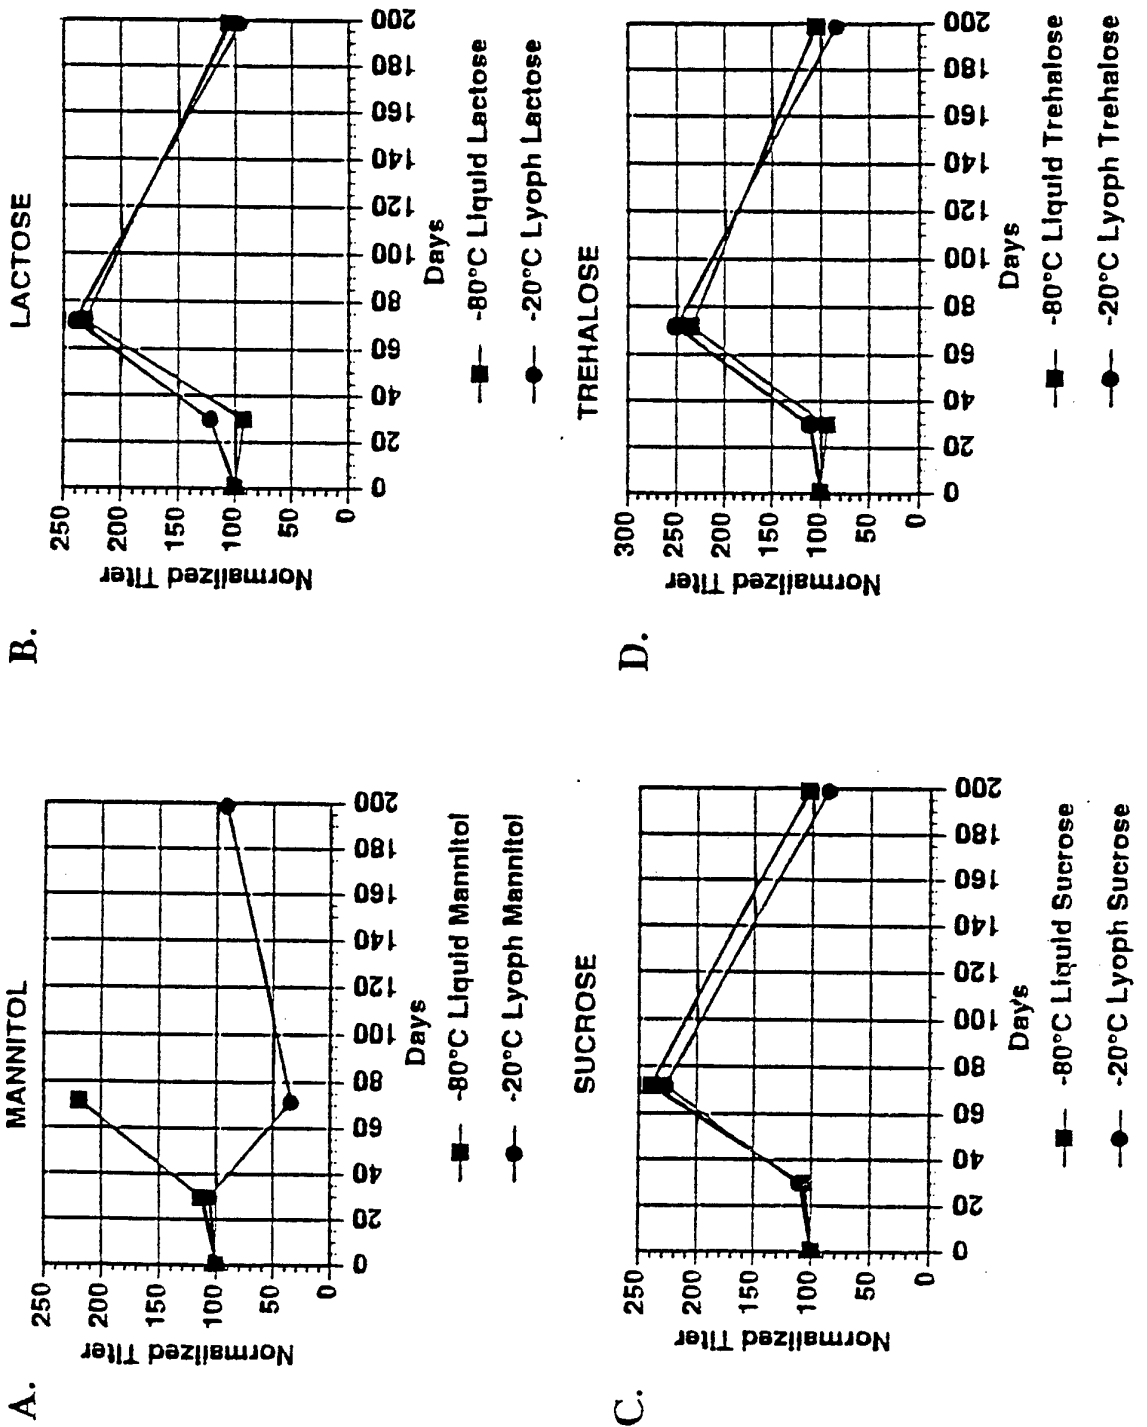 A.
MANNITOL
250
200
150
100
50
0
Normalized Titer
0 20 40 60 80 100 120 140 160 180 200
Days
-80°C Liquid Mannitol
-20°C Lyoph Mannitol
B.
LACTOSE
250
200
150
100
50
0
Normalized Titer
0 20 40 60 80 100 120 140 160 180 200
Days
-80°C Liquid Lactose
-20°C Lyoph Lactose
C.
SUCROSE
250
200
150
100
50
0
Normalized Titer
0 20 40 60 80 100 120 140 160 180 200
Days
-80°C Liquid Sucrose
-20°C Lyoph Sucrose
D.
TREHALOSE
300
250
200
150
100
50
0
Normalized Titer
0 20 40 60 80 100 120 140 160 180 200
Days
-80°C Liquid Trehalose
-20°C Lyoph Trehalose